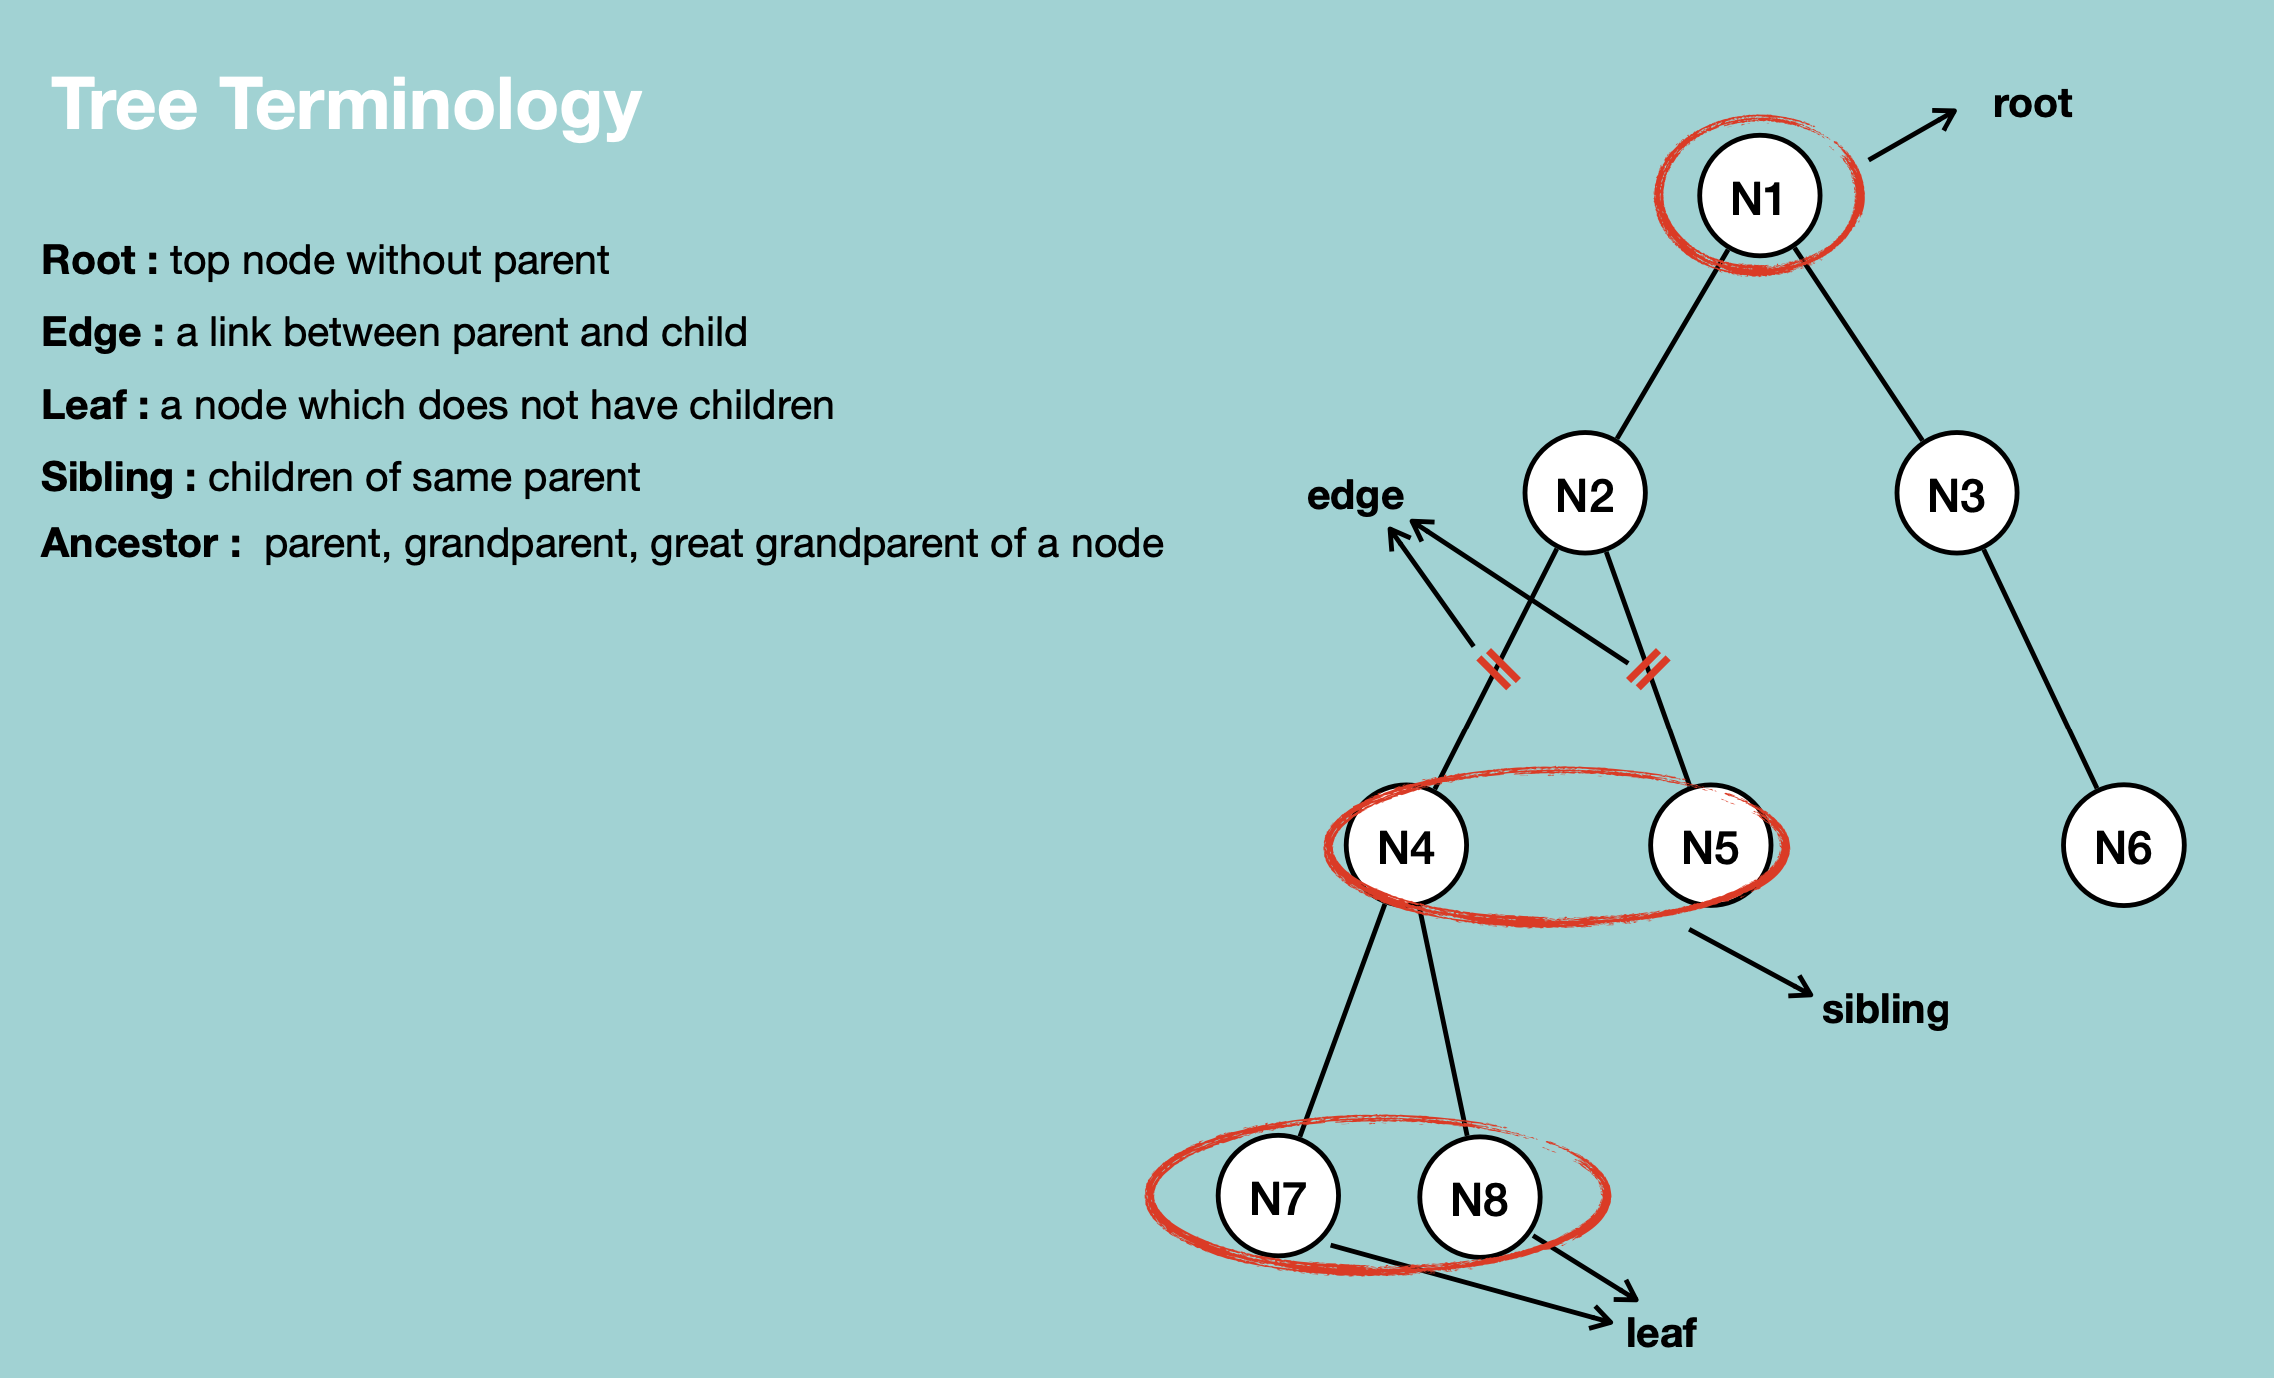 Tree Terminology
Root : top node without parent
Edge : a link between parent and child
Leaf : a node which does not have children
Sibling : children of same parent
Ancestor : parent, grandparent, great grandparent of a node
root
N1
edge
N2
N3
N4
N5
N6
sibling
N7
N8
leaf